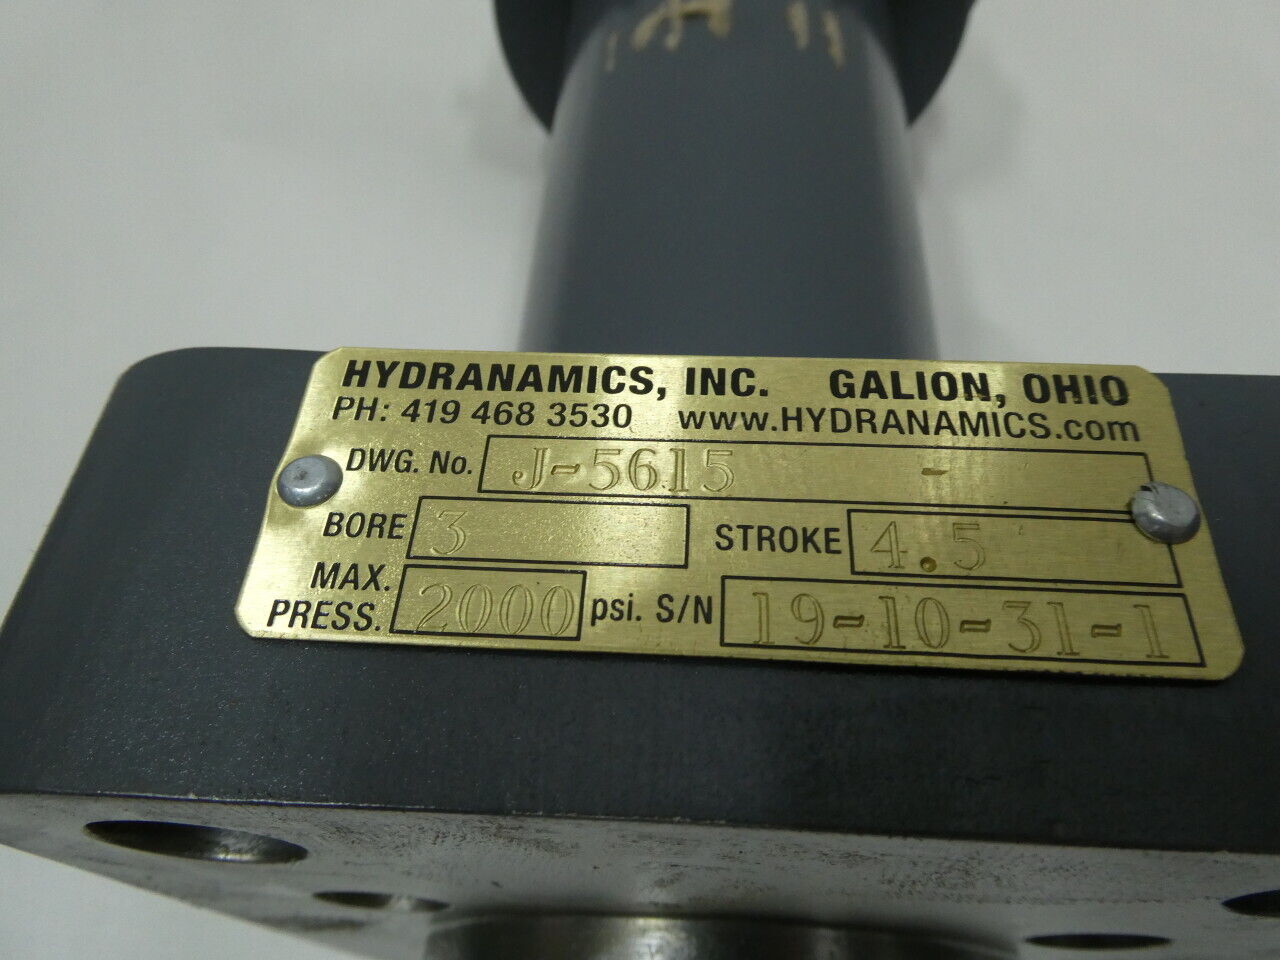 HYDRANAMICS, INC. GALION, OHIO
PH: 419 468 3530 www.HYDRANAMICS.com
DWG. No. J-5615 -
BORE 3 STROKE 4.5
MAX.
PRESS. 2000 psi. S/N 19-10-31-1